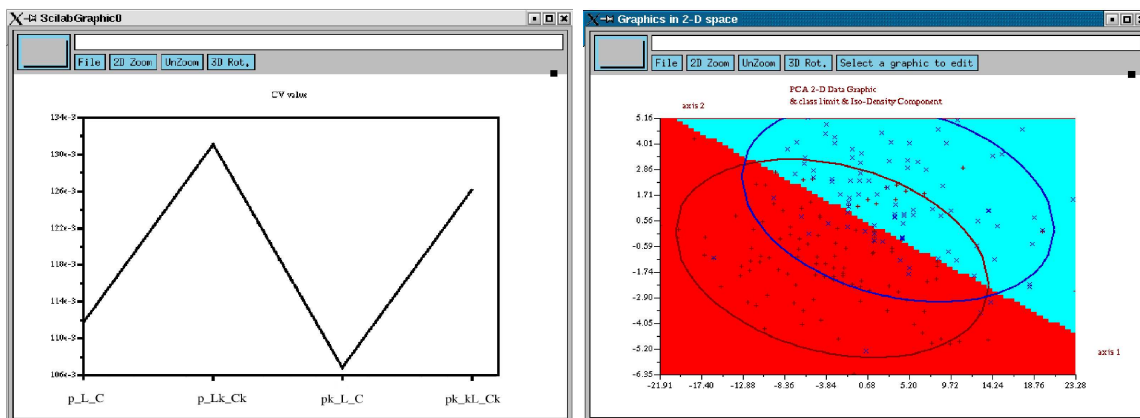 ScilabGraphic0
File 2D Zoom UnZoom 3D Rot.
CV value
134e-3
130e-3
126e-3
122e-3
118e-3
114e-3
110e-3
106e-3
p_L_C p_Lk_Ck pk_L_C pk_kL_Ck
Graphics in 2-D space
File 2D Zoom UnZoom 3D Rot. Select a graphic to edit
PCA 2-D Data Graphic
& class limit & Iso-Density Component
axis 2
5.16
4.01
2.86
1.71
0.56
-0.59
-1.74
-2.90
-4.05
-5.20
-6.35
axis 1
-21.91 -17.40 -12.88 -8.36 -3.84 0.68 5.20 9.72 14.24 18.76 23.28